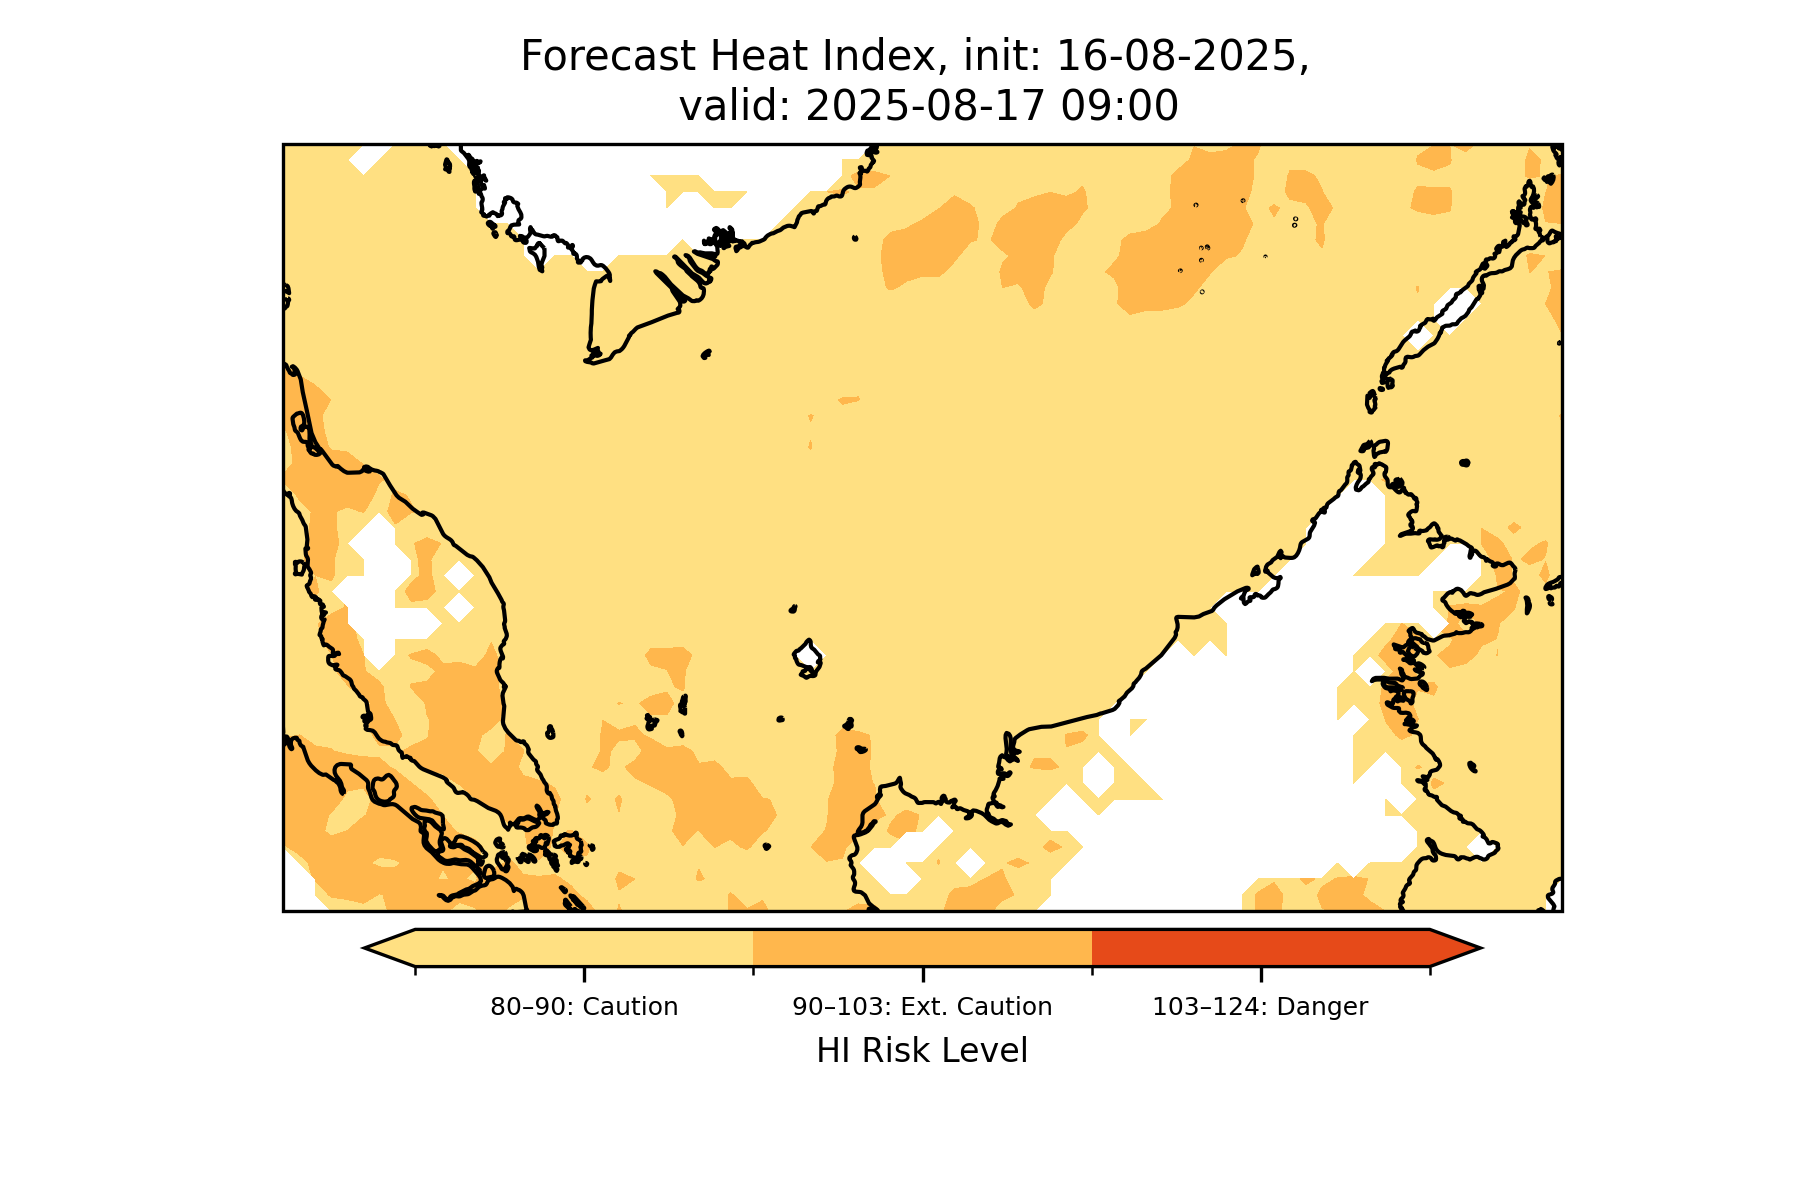 Forecast Heat Index, init: 16-08-2025,
valid: 2025-08-17 09:00
80–90: Caution
90–103: Ext. Caution
103–124: Danger
HI Risk Level